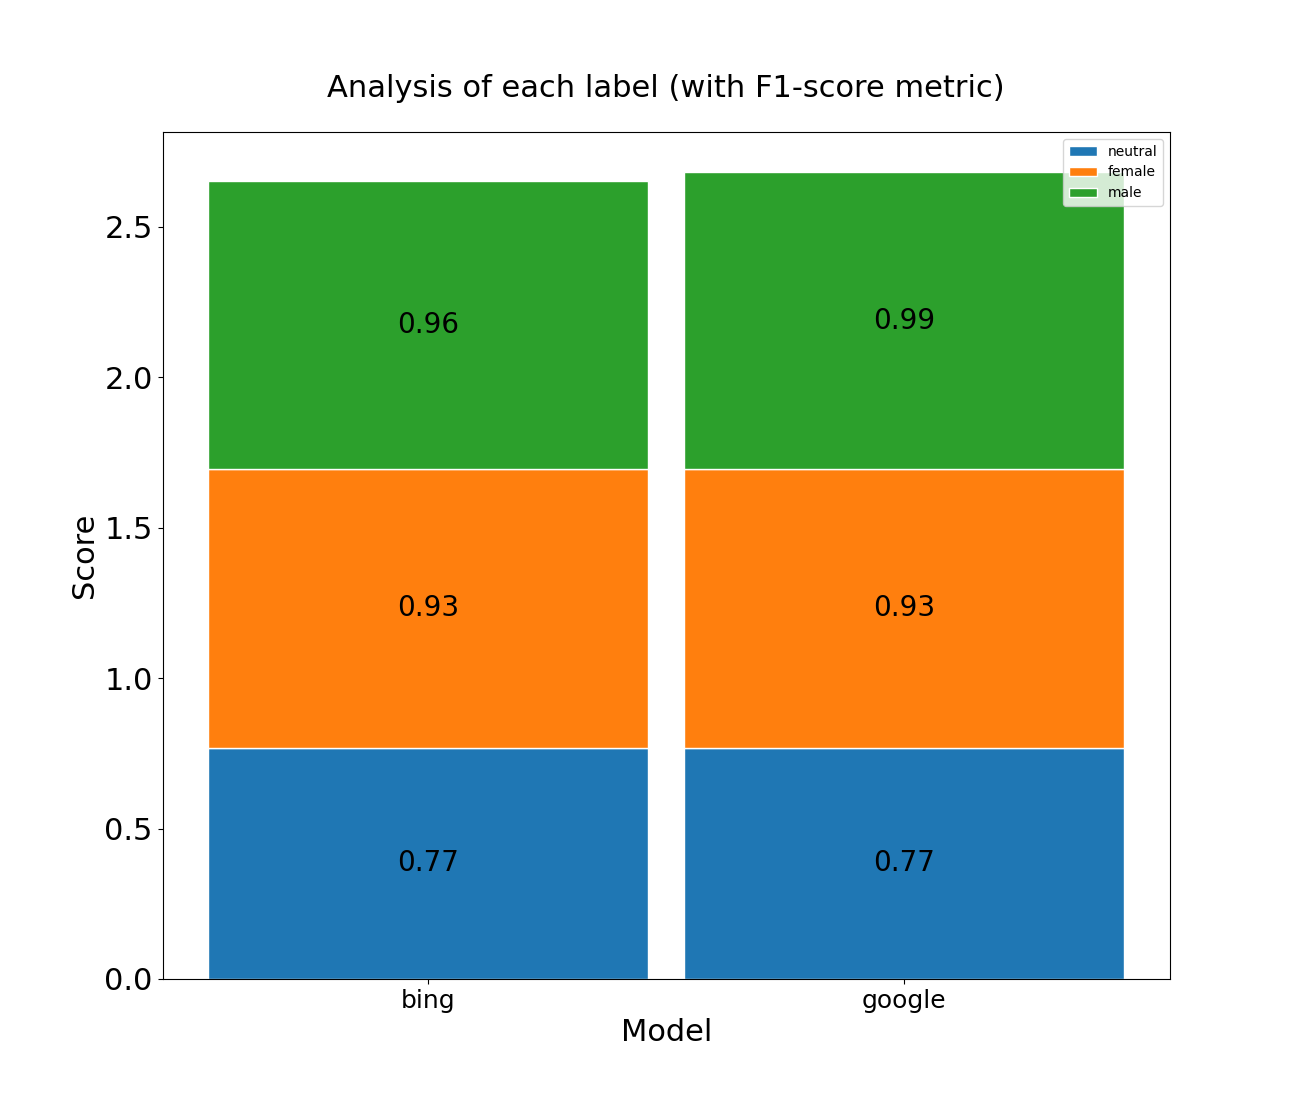 Analysis of each label (with F1-score metric)
neutral
female
male
2.5
2.0
1.5
1.0
0.5
0.0
Score
0.96
0.99
0.93
0.93
0.77
0.77
bing
google
Model